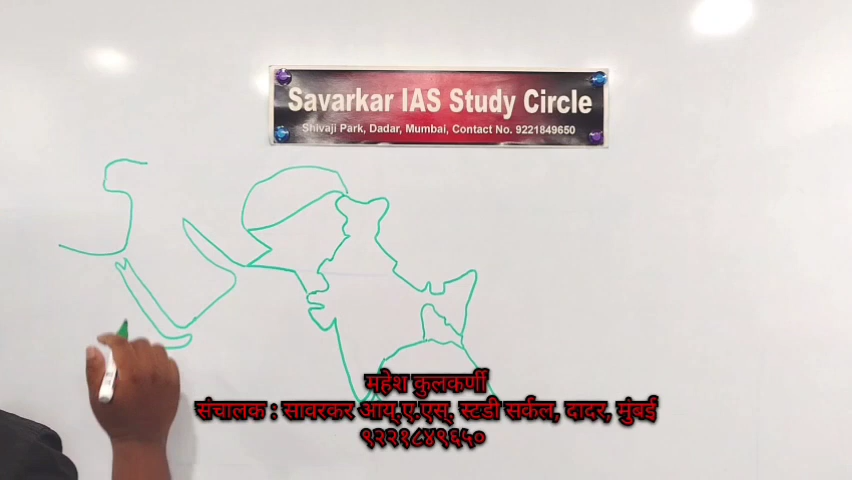 Savarkar IAS Study Circle
Shivaji Park, Dadar, Mumbai, Contact No. 9221849650
महेश कुलकर्णी
संचालक : सावरकर आय्.ए.एस्. स्टडी सर्कल, दादर, मुंबई
९२२१८४९६५०